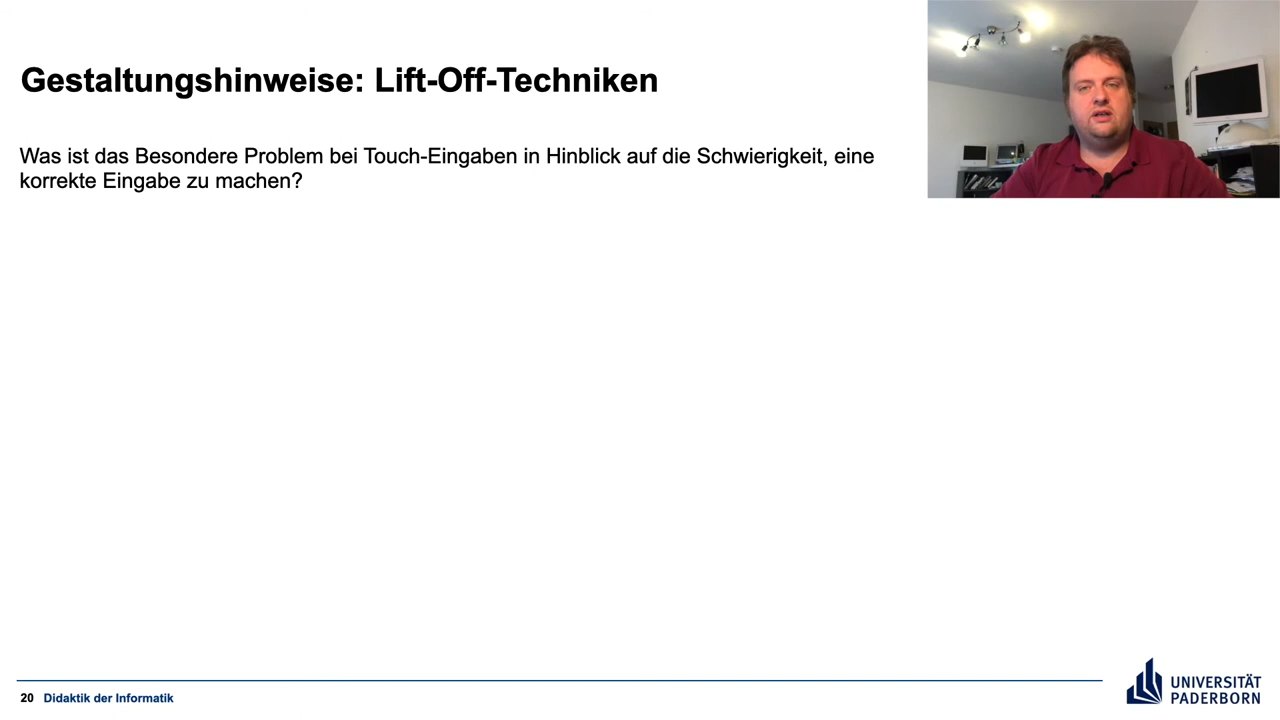 Gestaltungshinweise: Lift-Off-Techniken
Was ist das Besondere Problem bei Touch-Eingaben in Hinblick auf die Schwierigkeit, eine
korrekte Eingabe zu machen?
20 Didaktik der Informatik
UNIVERSITÄT
PADERBORN